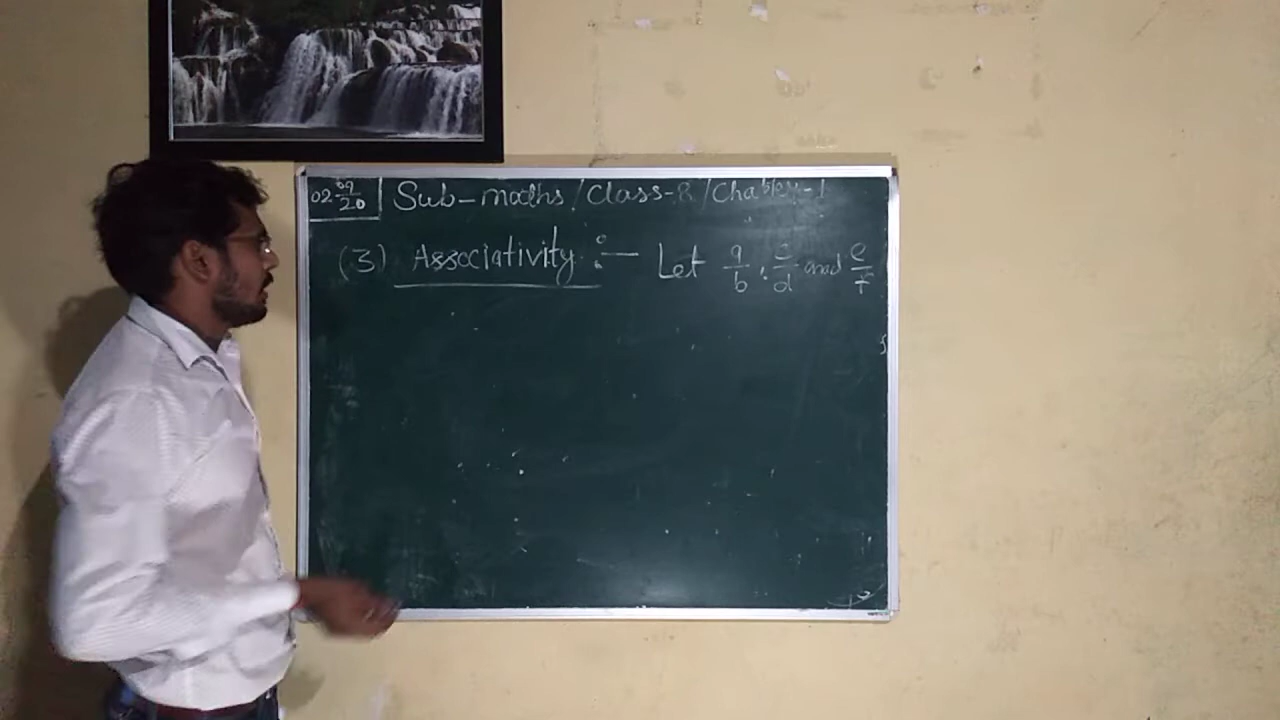 02 09/20 Sub-maths/Class-8/Chapter-1
(3) Associativity :— Let a/b, c/d and e/f